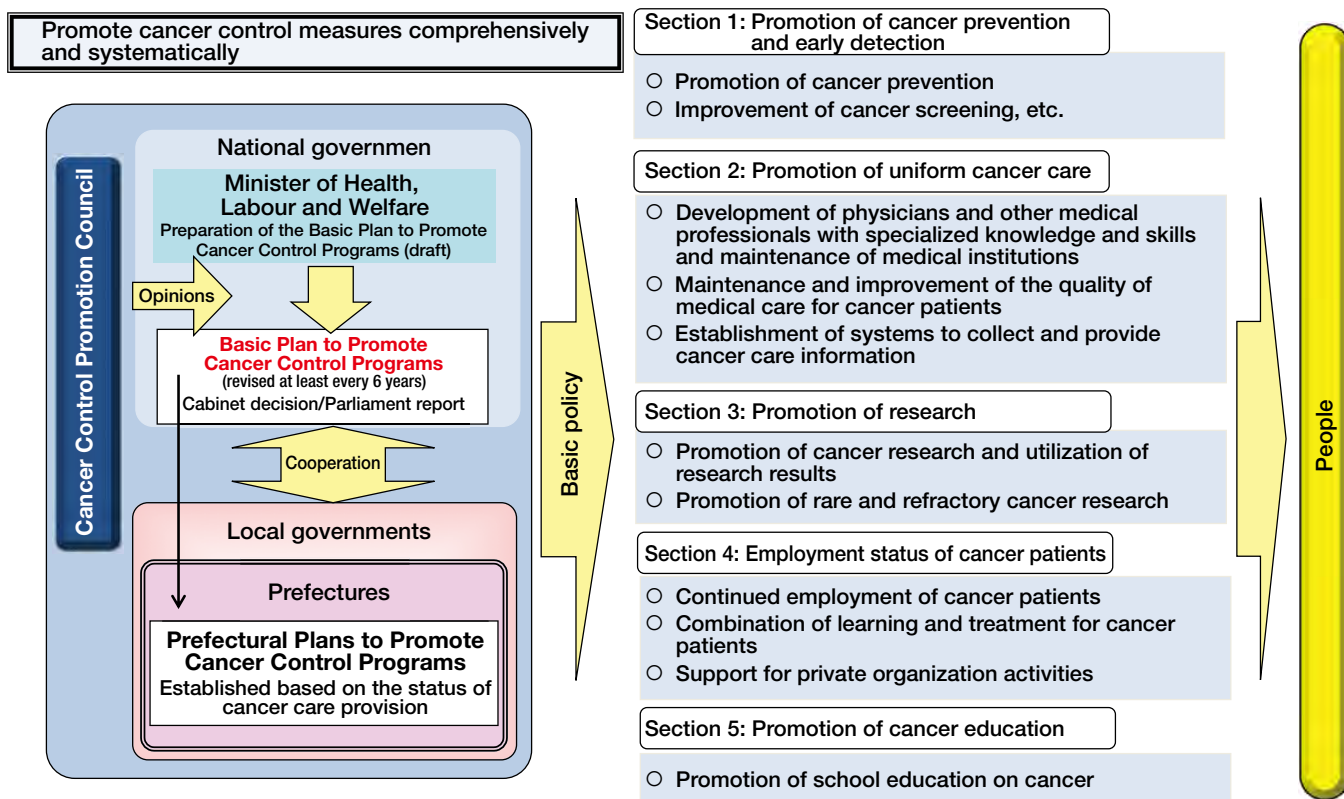 Promote cancer control measures comprehensively
and systematically
Cancer Control Promotion Council
National governmen
Minister of Health,
Labour and Welfare
Preparation of the Basic Plan to Promote
Cancer Control Programs (draft)
Opinions
Basic Plan to Promote
Cancer Control Programs
(revised at least every 6 years)
Cabinet decision/Parliament report
Cooperation
Local governments
Prefectures
Prefectural Plans to Promote
Cancer Control Programs
Established based on the status of
cancer care provision
Basic policy
Section 1: Promotion of cancer prevention
and early detection
○ Promotion of cancer prevention
○ Improvement of cancer screening, etc.
Section 2: Promotion of uniform cancer care
○ Development of physicians and other medical
professionals with specialized knowledge and skills
and maintenance of medical institutions
○ Maintenance and improvement of the quality of
medical care for cancer patients
○ Establishment of systems to collect and provide
cancer care information
Section 3: Promotion of research
○ Promotion of cancer research and utilization of
research results
○ Promotion of rare and refractory cancer research
Section 4: Employment status of cancer patients
○ Continued employment of cancer patients
○ Combination of learning and treatment for cancer
patients
○ Support for private organization activities
Section 5: Promotion of cancer education
○ Promotion of school education on cancer
People